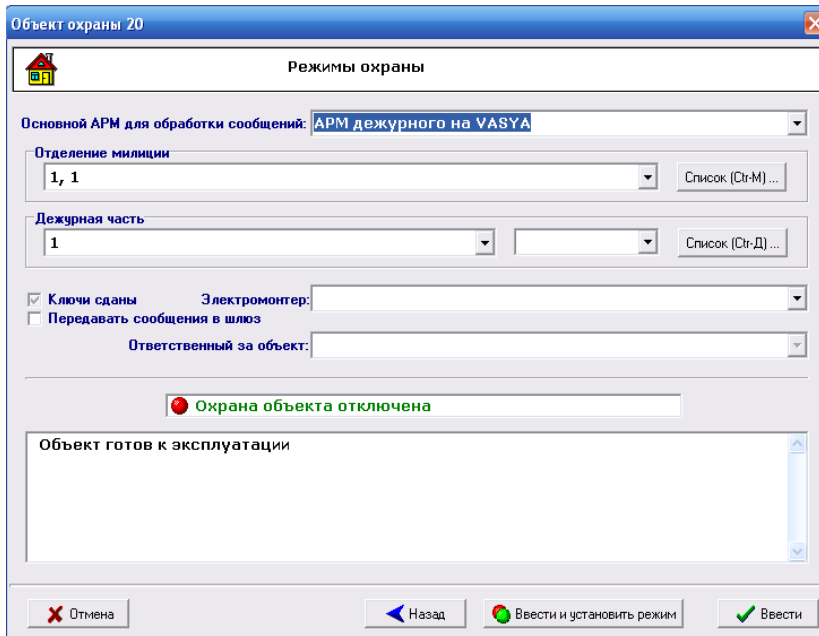 Объект охраны 20
Режимы охраны
Основной АРМ для обработки сообщений: АРМ дежурного на VASYA
Отделение милиции
1, 1 Список (Ctr-М) ...
Дежурная часть
1 Список (Ctr-Д) ...
Ключи сданы Электромонтер:
Передавать сообщения в шлюз
Ответственный за объект:
Охрана объекта отключена
Объект готов к эксплуатации
Отмена Назад Ввести и установить режим Ввести